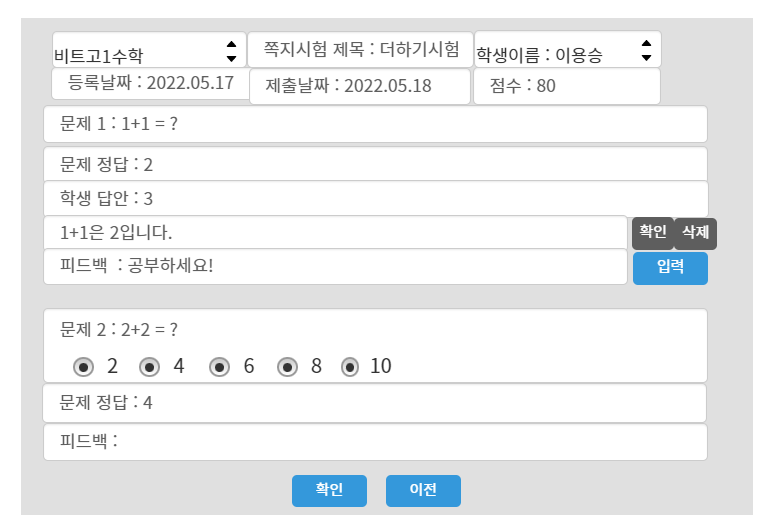 비트고1수학 쪽지시험 제목 : 더하기시험 학생이름 : 이용승
등록날짜 : 2022.05.17 제출날짜 : 2022.05.18 점수 : 80
문제 1 : 1+1 = ?
문제 정답 : 2
학생 답안 : 3
1+1은 2입니다. 확인 삭제
피드백 : 공부하세요! 입력
문제 2 : 2+2 = ?
2 4 6 8 10
문제 정답 : 4
피드백 :
확인 이전